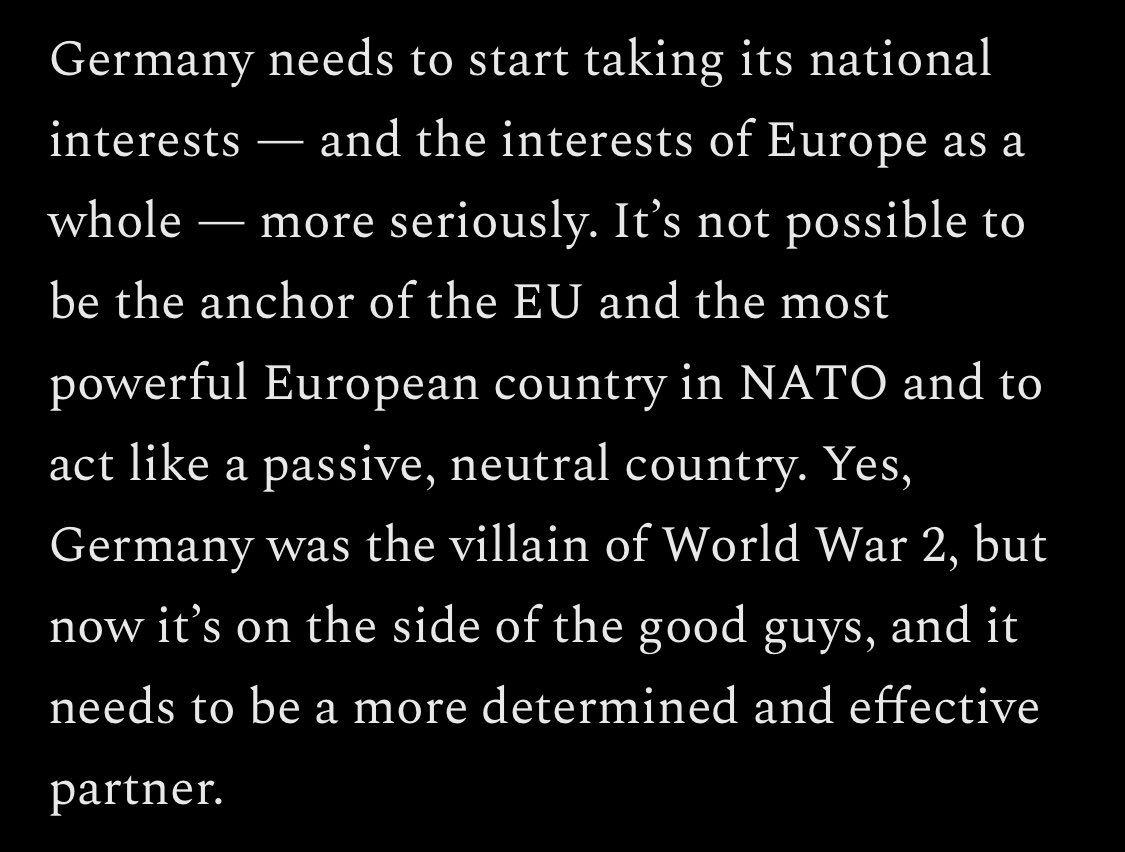 Germany needs to start taking its national
interests — and the interests of Europe as a
whole — more seriously. It’s not possible to
be the anchor of the EU and the most
powerful European country in NATO and to
act like a passive, neutral country. Yes,
Germany was the villain of World War 2, but
now it’s on the side of the good guys, and it
needs to be a more determined and effective
partner.